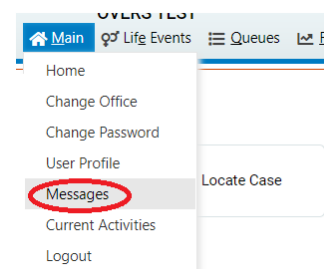 OVERS TEST
Main Life Events Queues
Home
Change Office
Change Password
User Profile
Locate Case
Messages
Current Activities
Logout